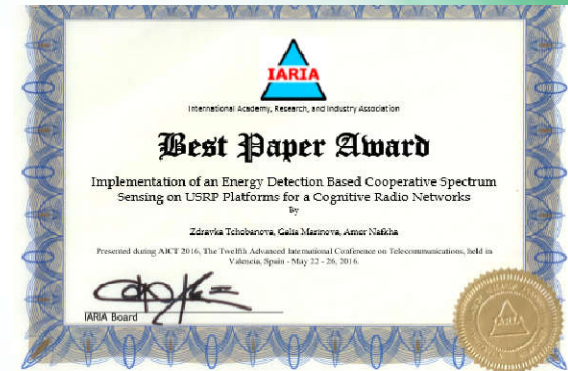 IARIA
International Academy, Research, and Industry Association
Best Paper Award
Implementation of an Energy Detection Based Cooperative Spectrum
Sensing on USRP Platforms for a Cognitive Radio Networks
By
Zdravka Tchobanova, Galia Marinova, Amor Nafkha
Presented during AICT 2016, The Twelfth Advanced International Conference on Telecommunications, held in
Valencia, Spain - May 22 - 26, 2016.
IARIA Board
IARIA